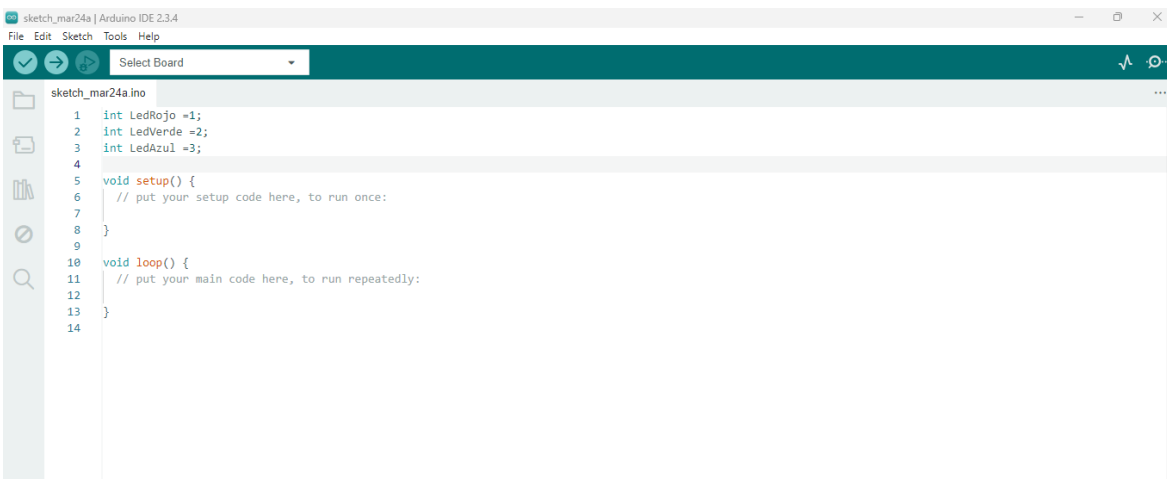 sketch_mar24a | Arduino IDE 2.3.4
File Edit Sketch Tools Help
Select Board
sketch_mar24a.ino
1 int LedRojo =1;
2 int LedVerde =2;
3 int LedAzul =3;
4
5 void setup() {
6 // put your setup code here, to run once:
7
8 }
9
10 void loop() {
11 // put your main code here, to run repeatedly:
12
13 }
14